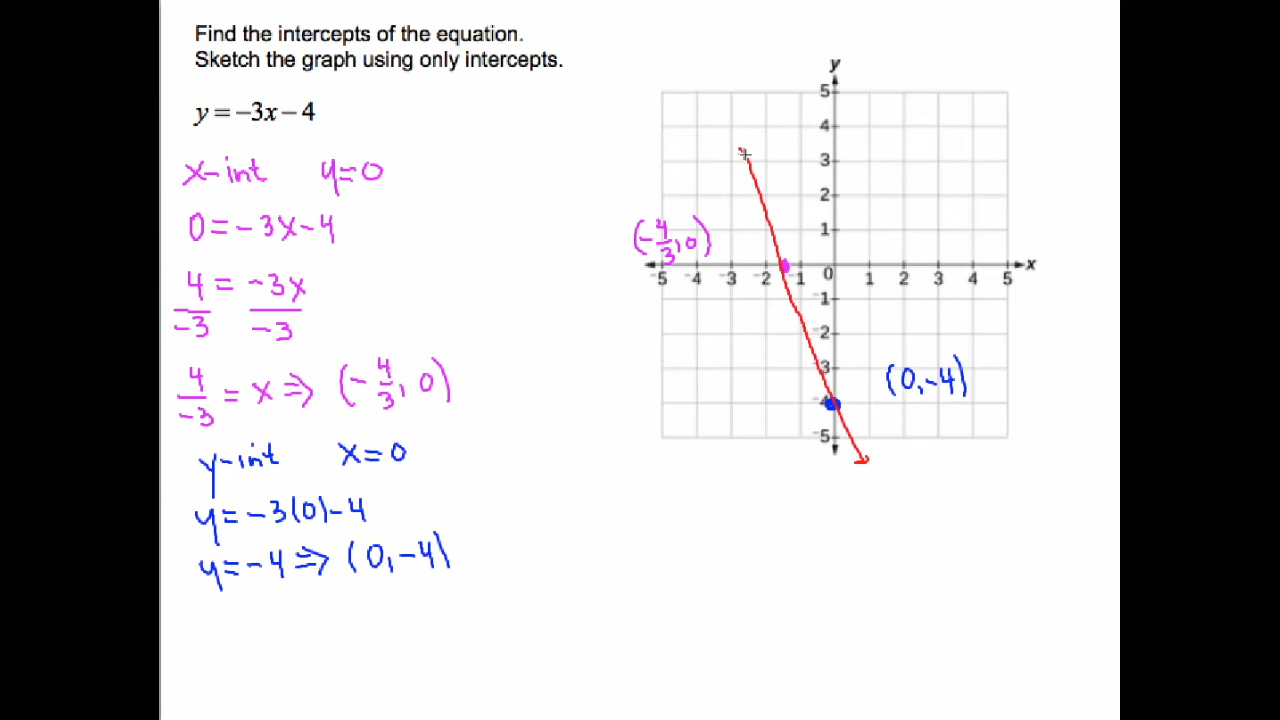 Find the intercepts of the equation.
Sketch the graph using only intercepts.
y = −3x − 4
x-int y=0
0 = -3x-4
4 = -3x
-3 -3
4/-3 = x ⇒ (-4/3, 0)
y-int x=0
y = -3(0)-4
y = -4 ⇒ (0,-4)
y
5
4
3
2
1
(-4/3, 0)
-5 -4 -3 -2 -1 0 1 2 3 4 5 x
-1
-2
-3
(0,-4)
-4
-5